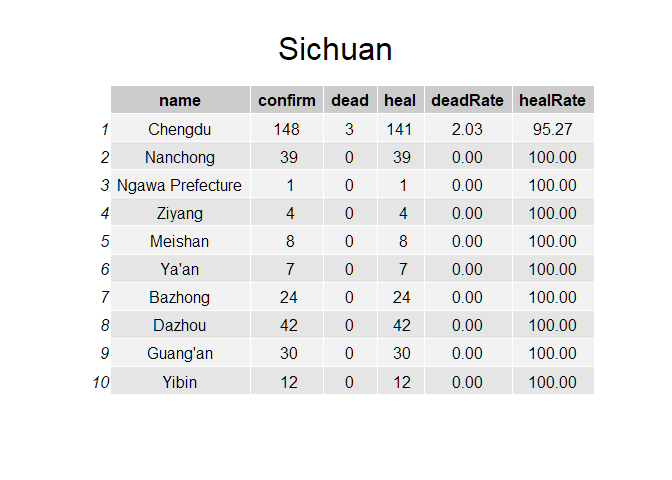 Sichuan
name confirm dead heal deadRate healRate
1 Chengdu 148 3 141 2.03 95.27
2 Nanchong 39 0 39 0.00 100.00
3 Ngawa Prefecture 1 0 1 0.00 100.00
4 Ziyang 4 0 4 0.00 100.00
5 Meishan 8 0 8 0.00 100.00
6 Ya'an 7 0 7 0.00 100.00
7 Bazhong 24 0 24 0.00 100.00
8 Dazhou 42 0 42 0.00 100.00
9 Guang'an 30 0 30 0.00 100.00
10 Yibin 12 0 12 0.00 100.00